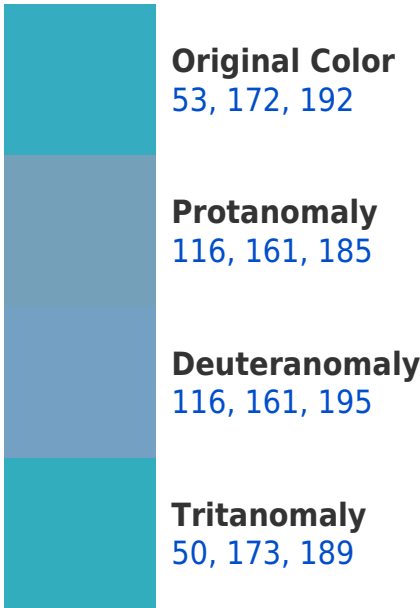 Original Color
53, 172, 192
Protanomaly
116, 161, 185
Deuteranomaly
116, 161, 195
Tritanomaly
50, 173, 189